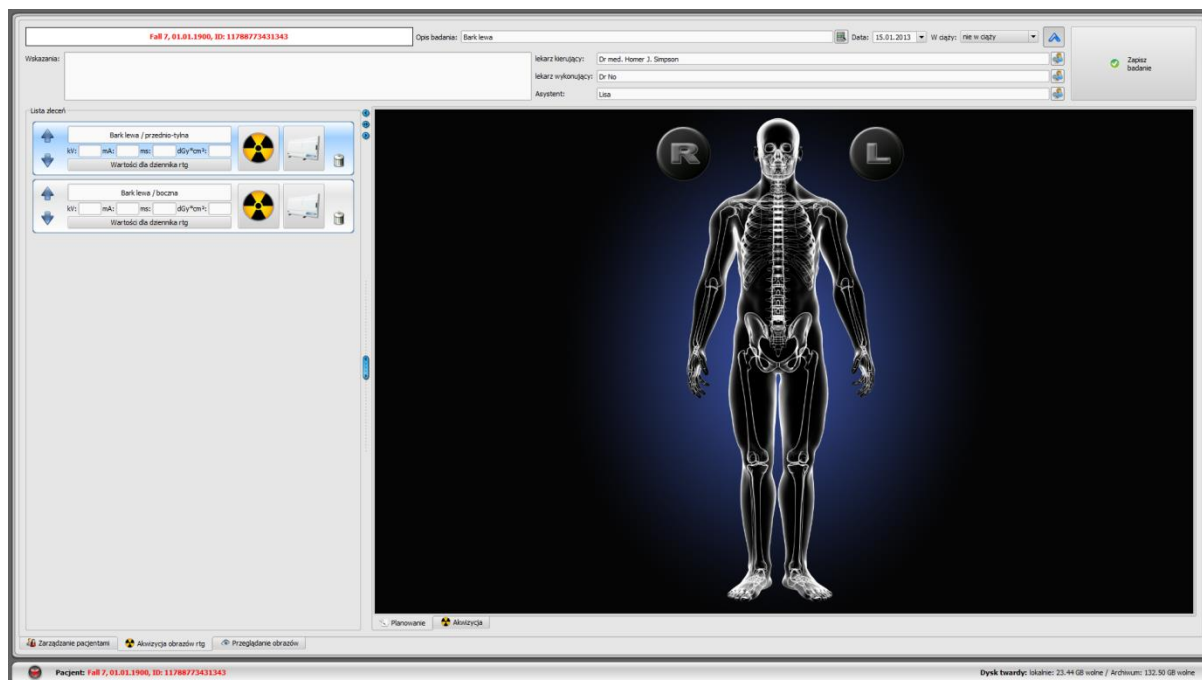 Fall 7, 01.01.1900, ID: 11788773431343
Opis badania: Bark lewa
Data: 15.01.2013
W ciąży: nie w ciąży
Zapisz badanie
Wskazania:
lekarz kierujący: Dr med. Homer J. Simpson
lekarz wykonujący: Dr No
Asystent: Lisa
Lista zleceń
Bark lewa / przednio-tylna
kV: mA: ms: dGy*cm²:
Wartości dla dziennika rtg
Bark lewa / boczna
kV: mA: ms: dGy*cm²:
Wartości dla dziennika rtg
R L
Planowanie Akwizycja
Zarządzanie pacjentami Akwizycja obrazów rtg Przeglądanie obrazów
Pacjent: Fall 7, 01.01.1900, ID: 11788773431343
Dysk twardy: lokalnie: 23.44 GB wolne / Archiwum: 132.50 GB wolne